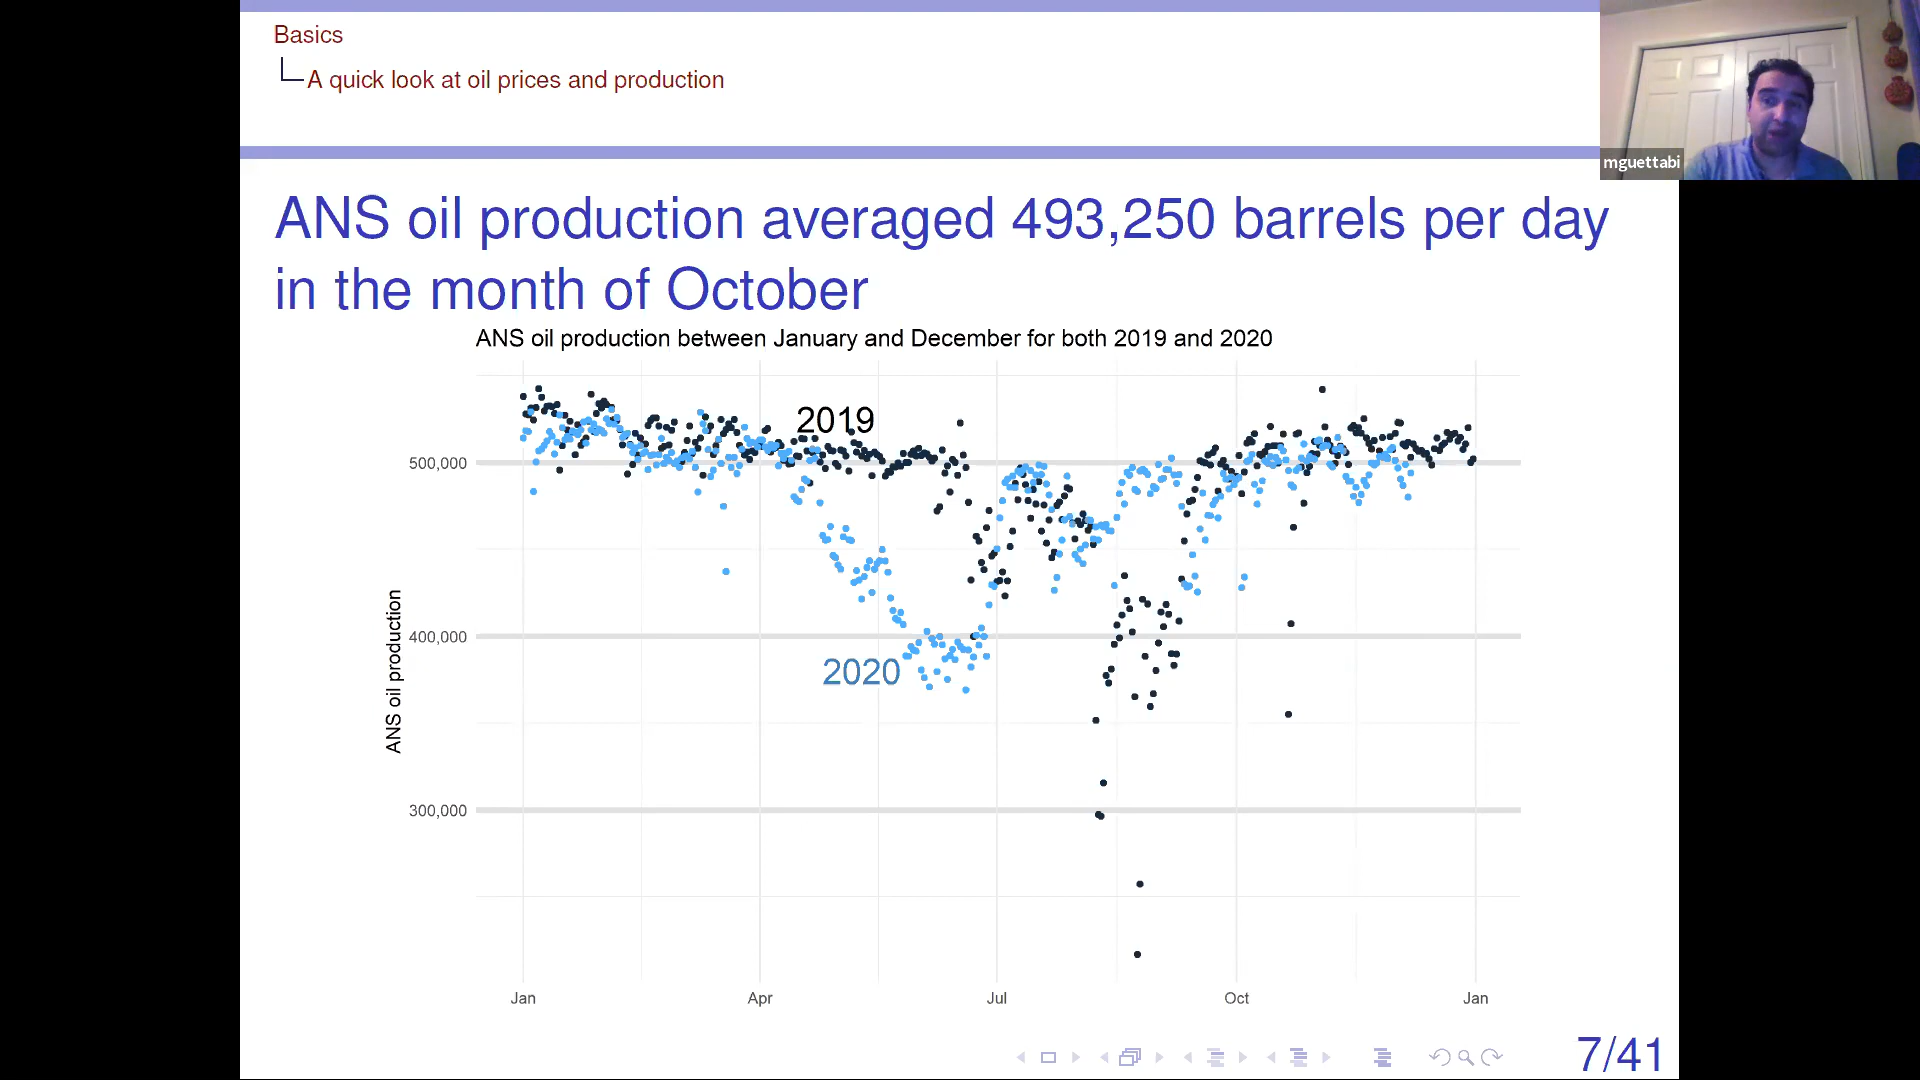 Basics
A quick look at oil prices and production
mguettabi
ANS oil production averaged 493,250 barrels per day
in the month of October
ANS oil production between January and December for both 2019 and 2020
2019
500,000
400,000
2020
300,000
ANS oil production
Jan Apr Jul Oct Jan
7/41